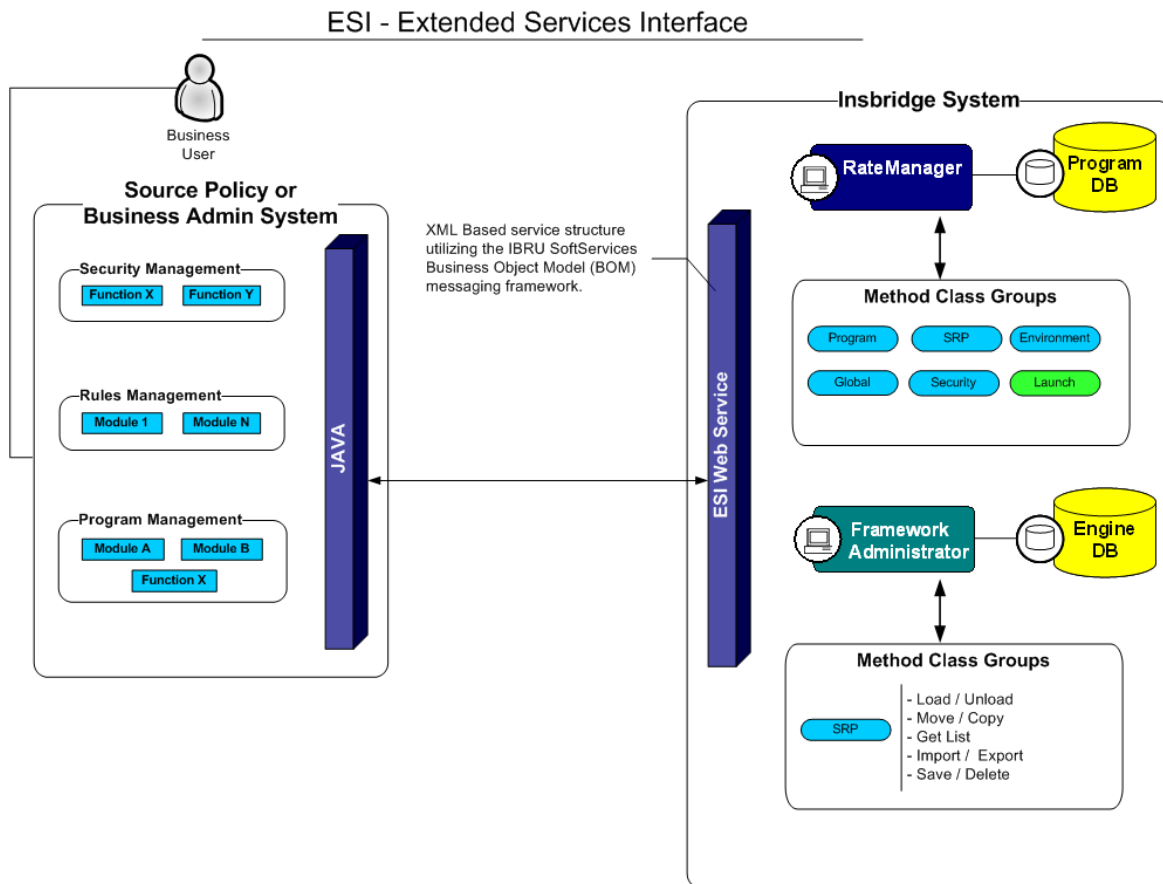 ESI - Extended Services Interface
Business
User
Source Policy or
Business Admin System
Security Management
Function X
Function Y
Rules Management
Module 1
Module N
Program Management
Module A
Module B
Function X
JAVA
XML Based service structure
utilizing the IBRU SoftServices
Business Object Model (BOM)
messaging framework.
ESI Web Service
Insbridge System
RateManager
Program
DB
Method Class Groups
Program
SRP
Environment
Global
Security
Launch
Framework
Administrator
Engine
DB
Method Class Groups
SRP
- Load / Unload
- Move / Copy
- Get List
- Import / Export
- Save / Delete